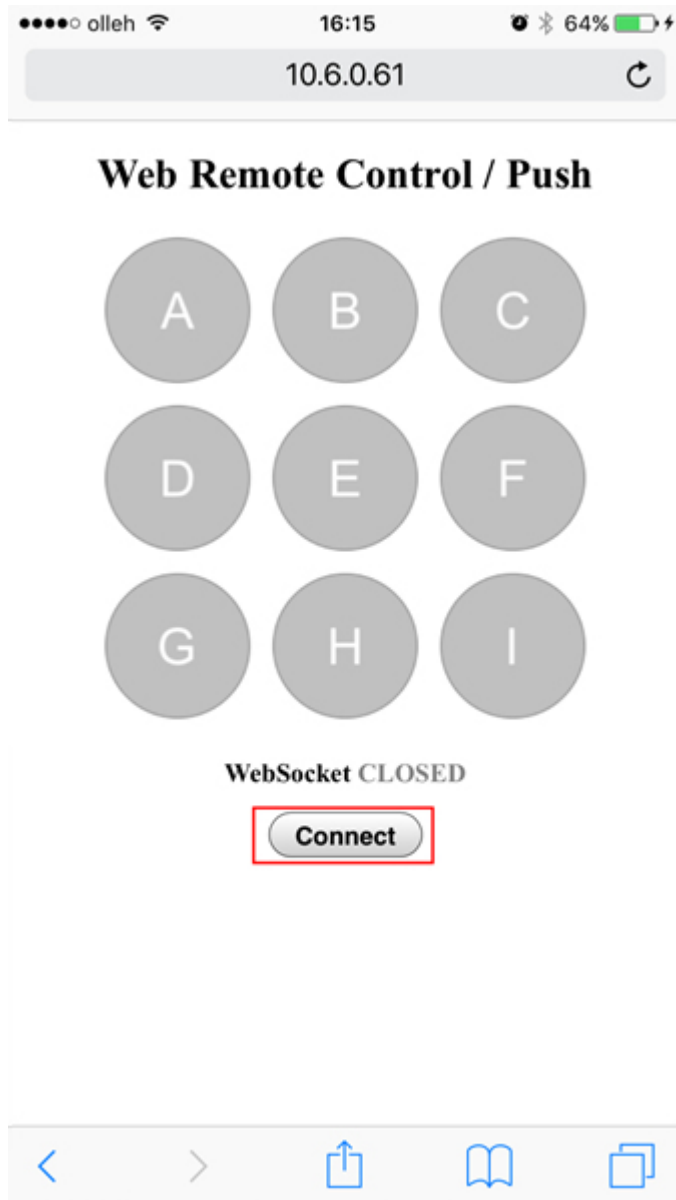 olleh 16:15 64%
10.6.0.61
Web Remote Control / Push
A B C
D E F
G H I
WebSocket CLOSED
Connect